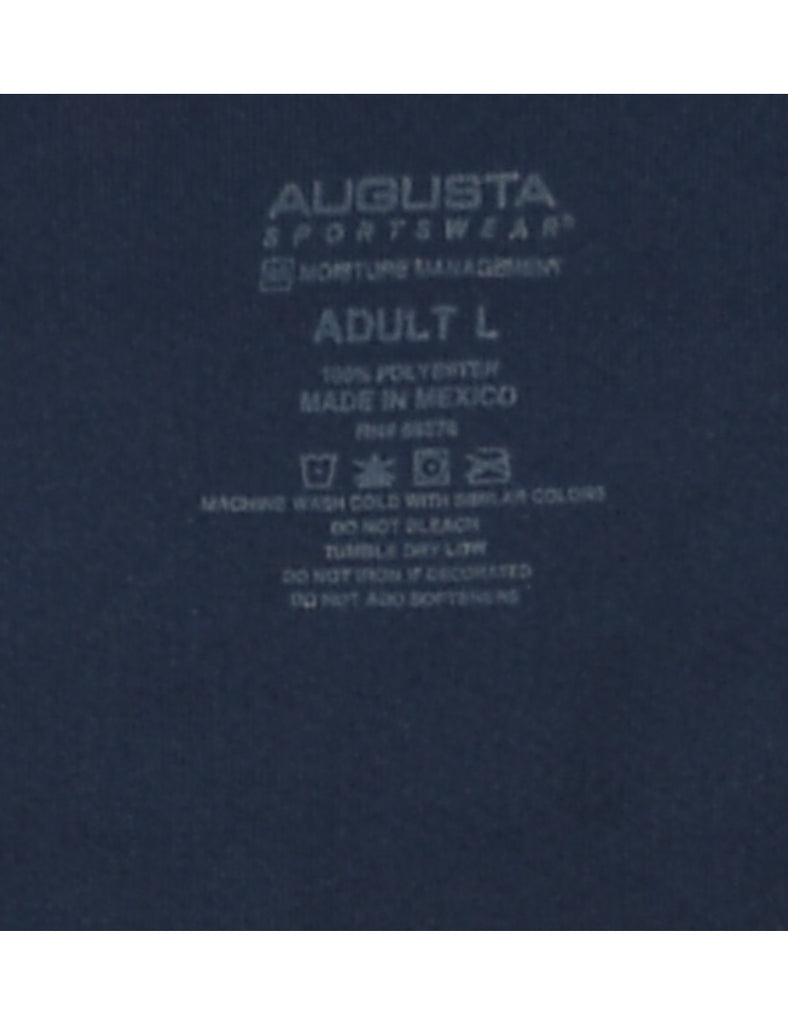 AUGUSTA
SPORTSWEAR®
MOISTURE MANAGEMENT
ADULT L
100% POLYESTER
MADE IN MEXICO
MACHINE WASH COLD WITH SIMILAR COLORS
DO NOT BLEACH
TUMBLE DRY LOW
DO NOT IRON IF DECORATED
DO NOT ADD SOFTENERS